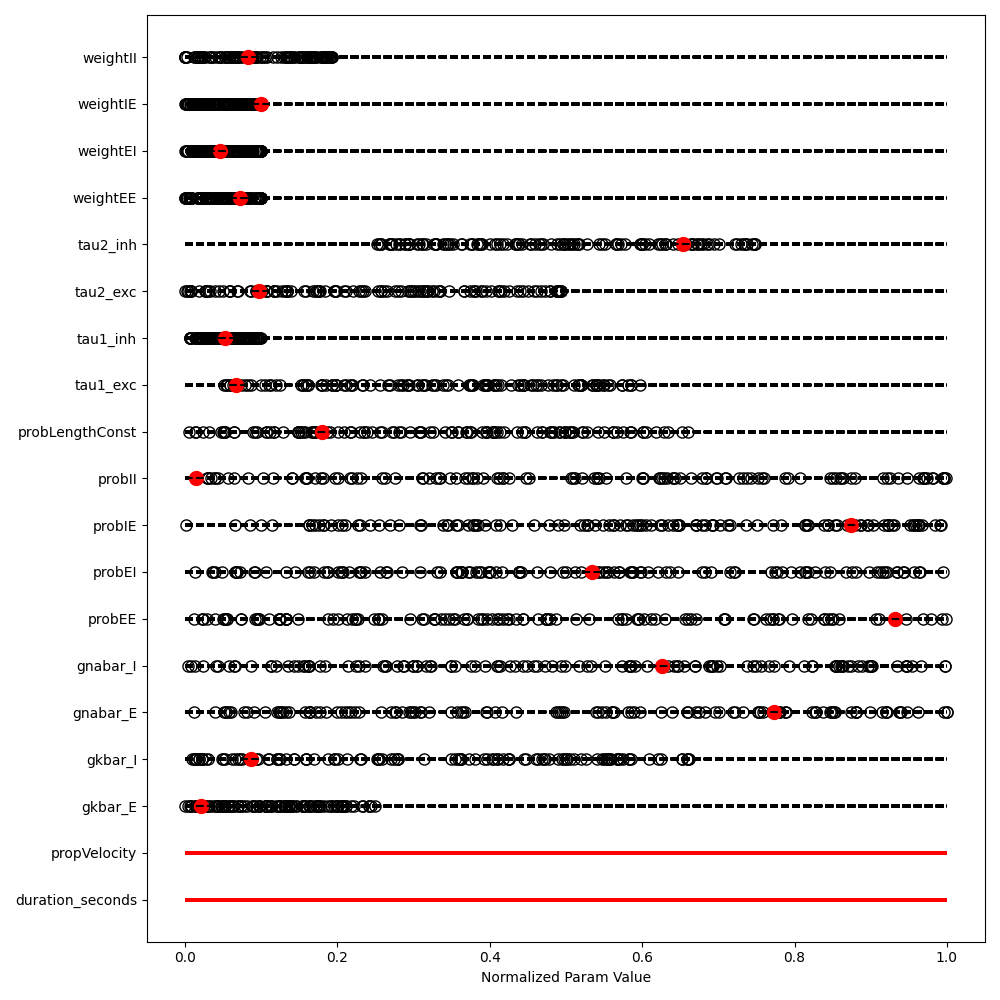 weightII
weightIE
weightEI
weightEE
tau2_inh
tau2_exc
tau1_inh
tau1_exc
probLengthConst
probII
probIE
probEI
probEE
gnabar_I
gnabar_E
gkbar_I
gkbar_E
propVelocity
duration_seconds
0.0 0.2 0.4 0.6 0.8 1.0
Normalized Param Value